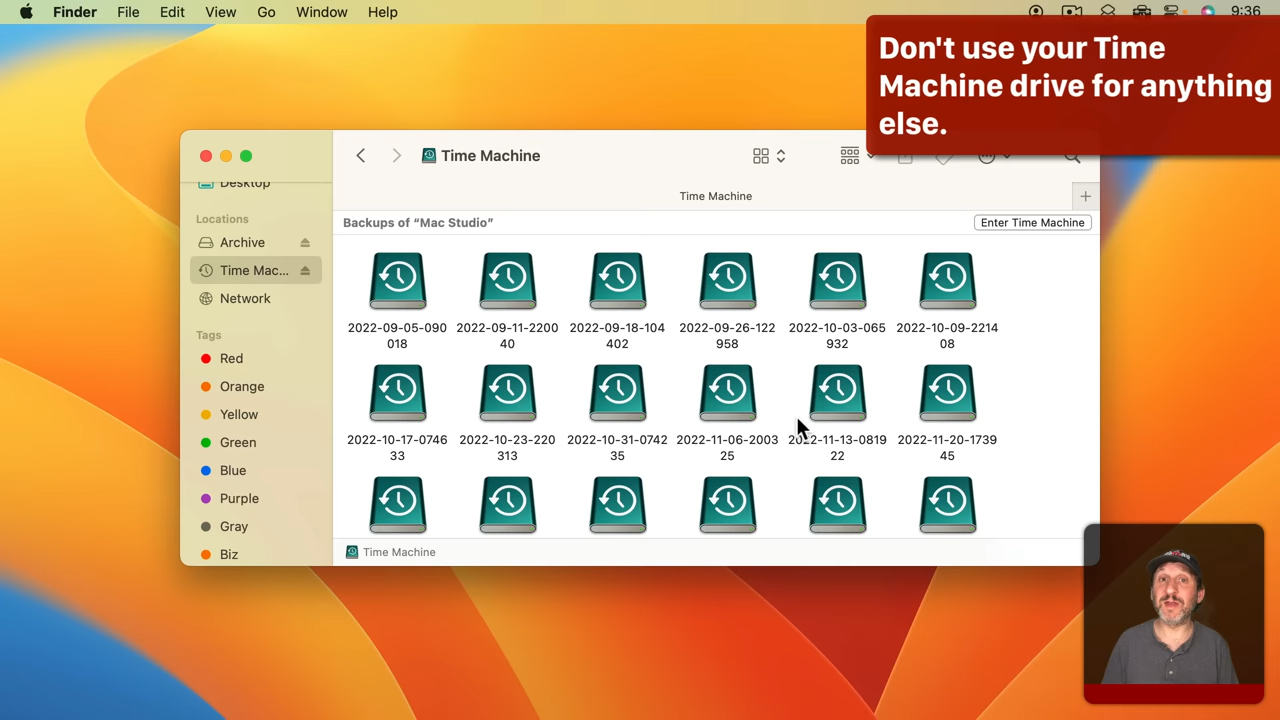 Finder File Edit View Go Window Help 9:36
Don't use your Time
Machine drive for anything
else.
Time Machine
Desktop
Time Machine
Locations
Backups of “Mac Studio” Enter Time Machine
Archive
Time Mac...
Network
Tags
Red
Orange
Yellow
Green
Blue
Purple
Gray
Biz
2022-09-05-090 2022-09-11-2200 2022-09-18-104 2022-09-26-122 2022-10-03-065 2022-10-09-2214
018 40 402 958 932 08
2022-10-17-0746 2022-10-23-220 2022-10-31-0742 2022-11-06-2003 2022-11-13-0819 2022-11-20-1739
33 313 35 25 22 45
Time Machine